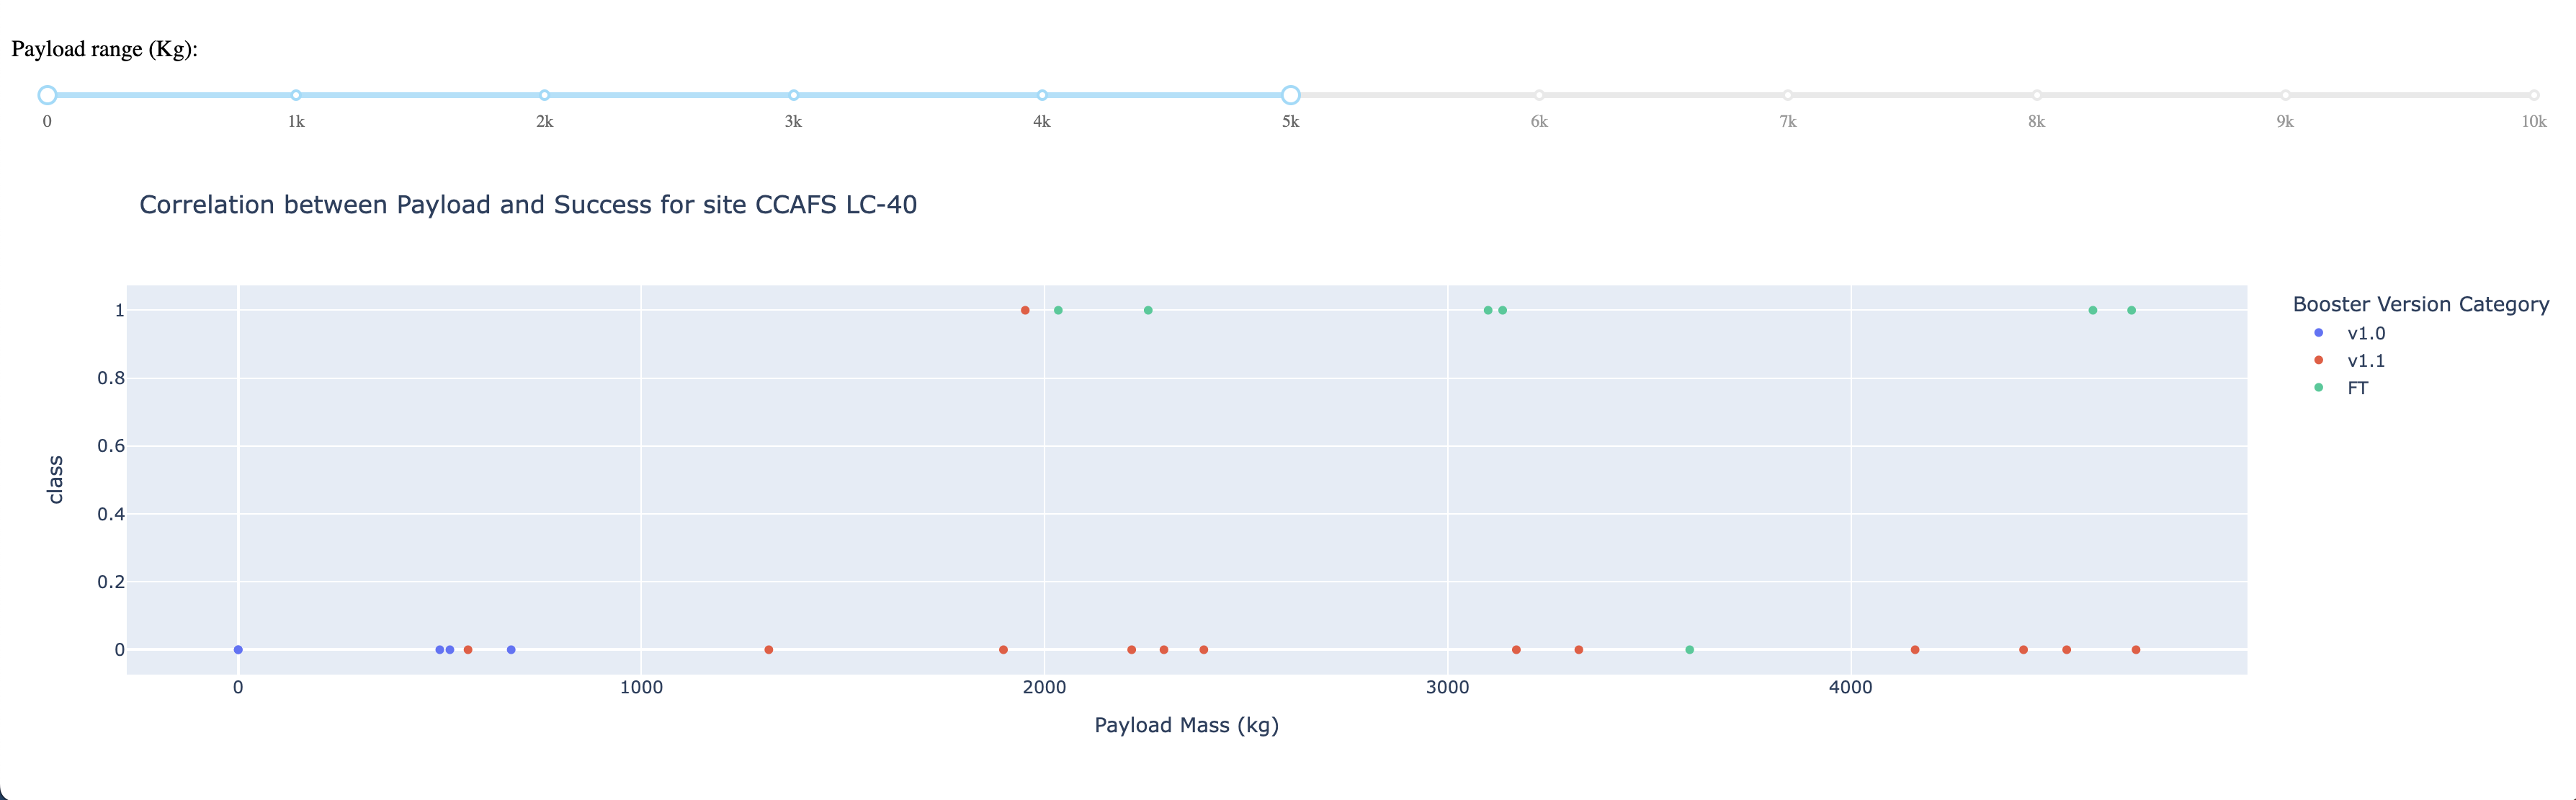 Payload range (Kg):
0 1k 2k 3k 4k 5k 6k 7k 8k 9k 10k
Correlation between Payload and Success for site CCAFS LC-40
Booster Version Category
v1.0
v1.1
FT
class
1
0.8
0.6
0.4
0.2
0
0 1000 2000 3000 4000
Payload Mass (kg)